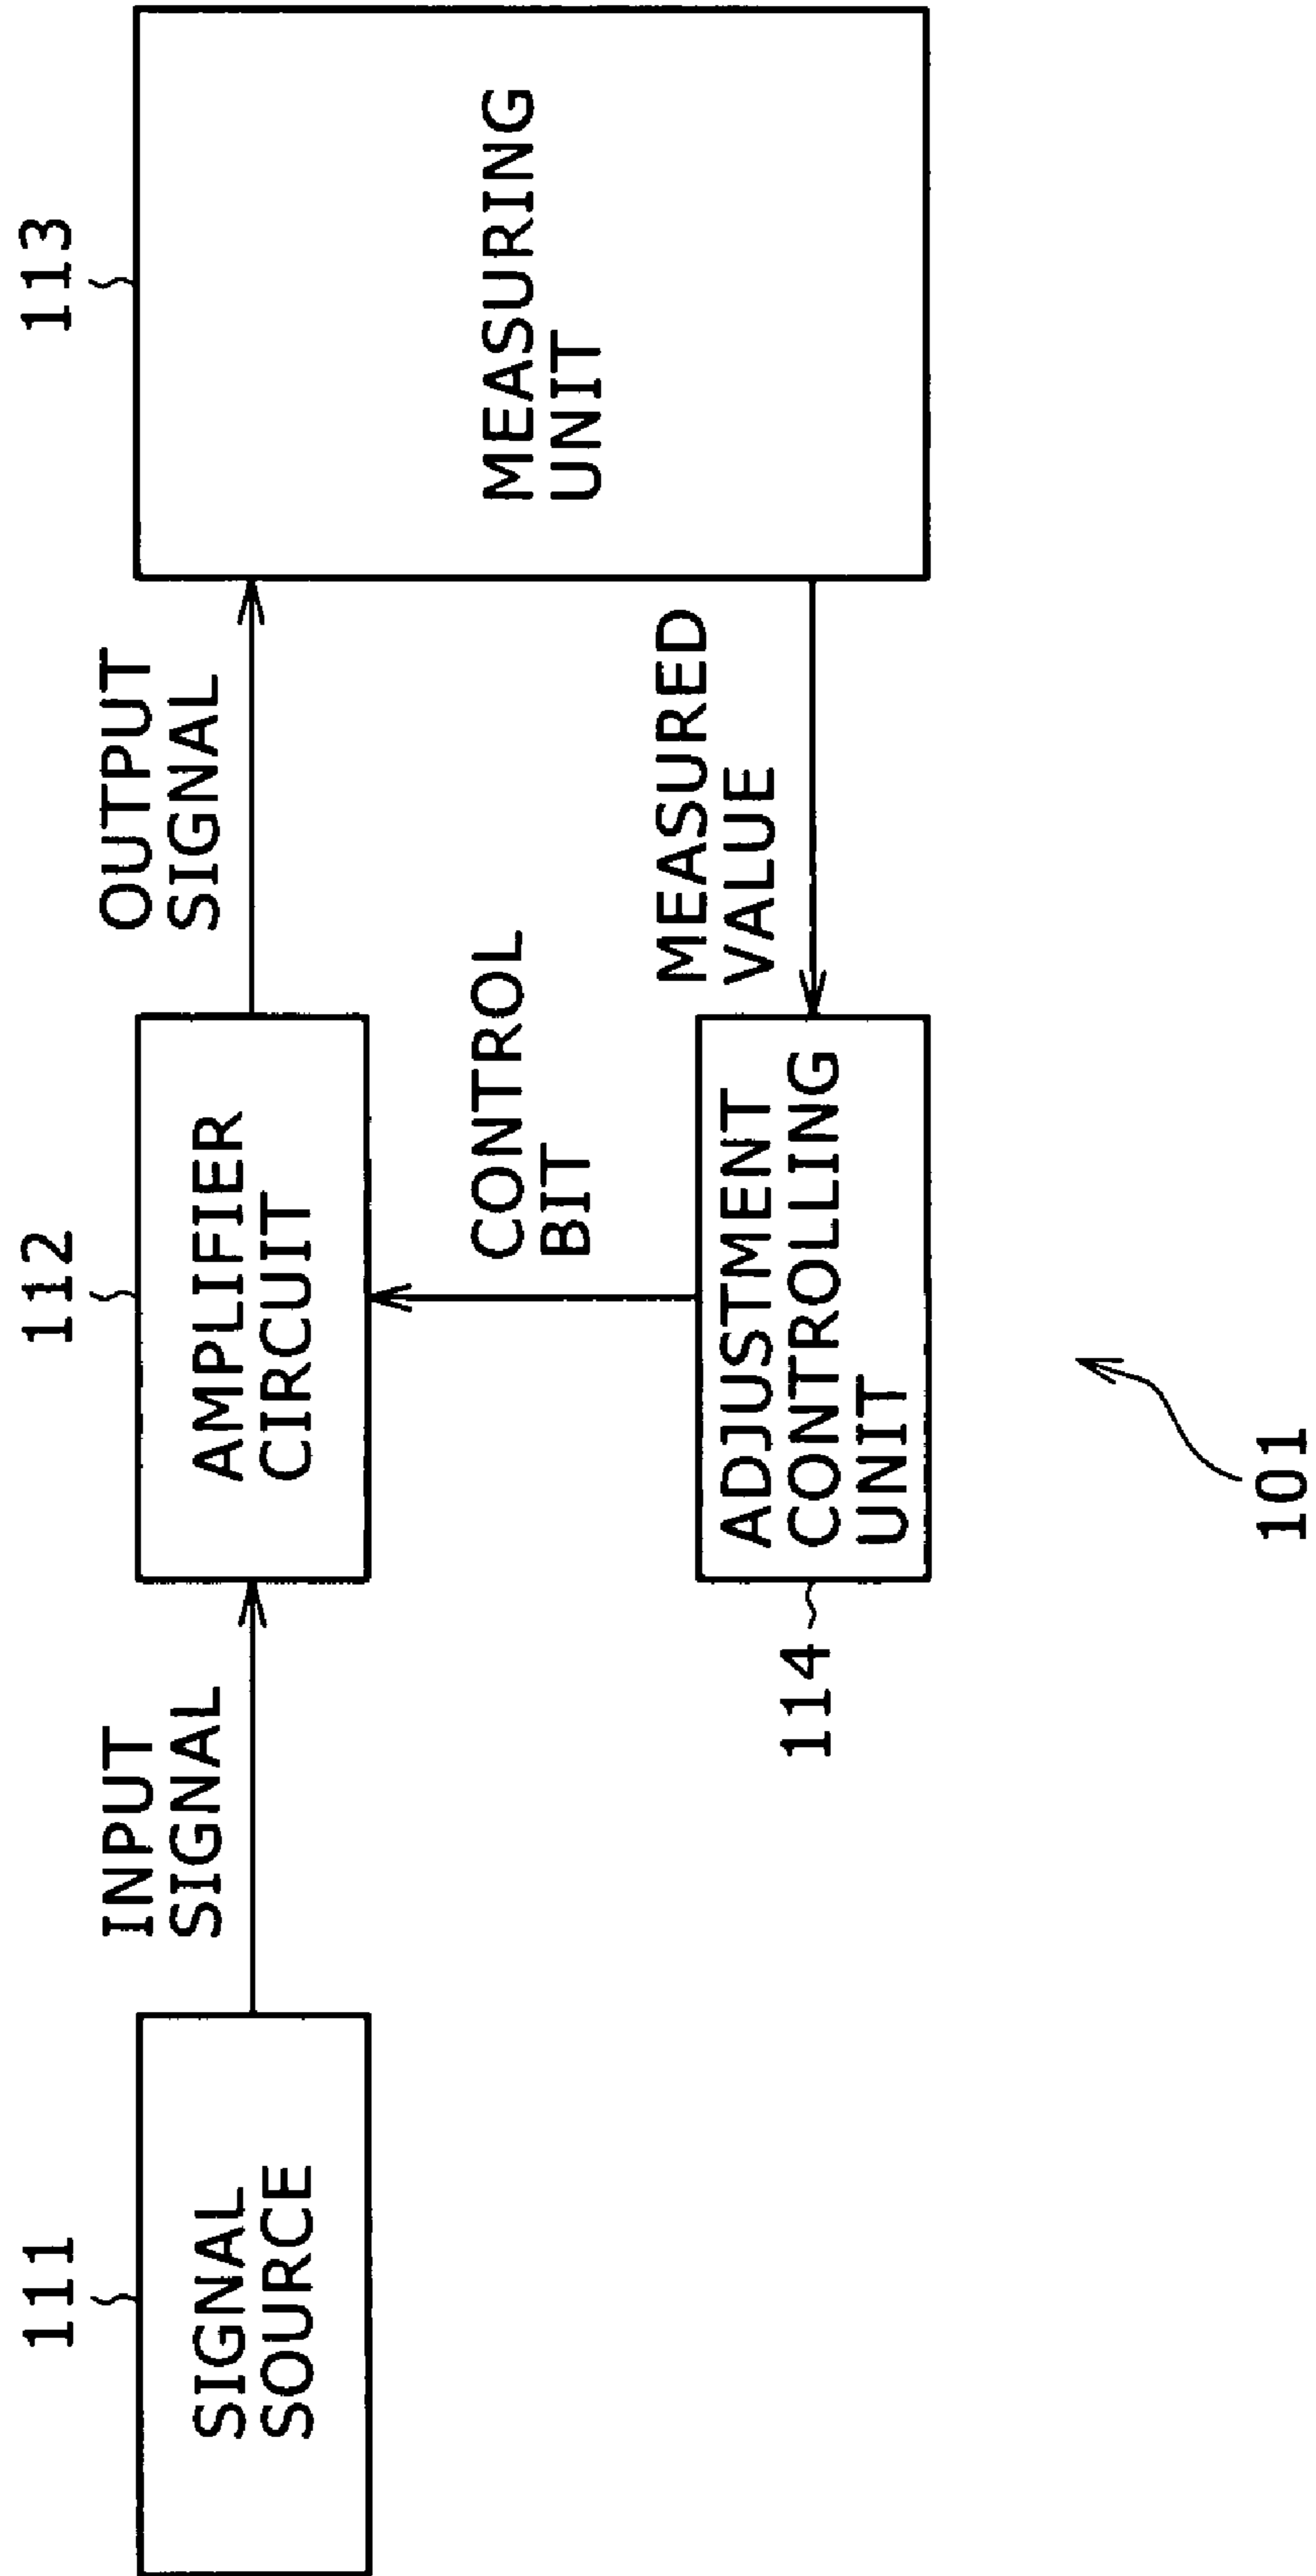 111
SIGNAL
SOURCE
INPUT
SIGNAL
112
AMPLIFIER
CIRCUIT
OUTPUT
SIGNAL
113
MEASURING
UNIT
CONTROL
BIT
MEASURED
VALUE
114
ADJUSTMENT
CONTROLLING
UNIT
101